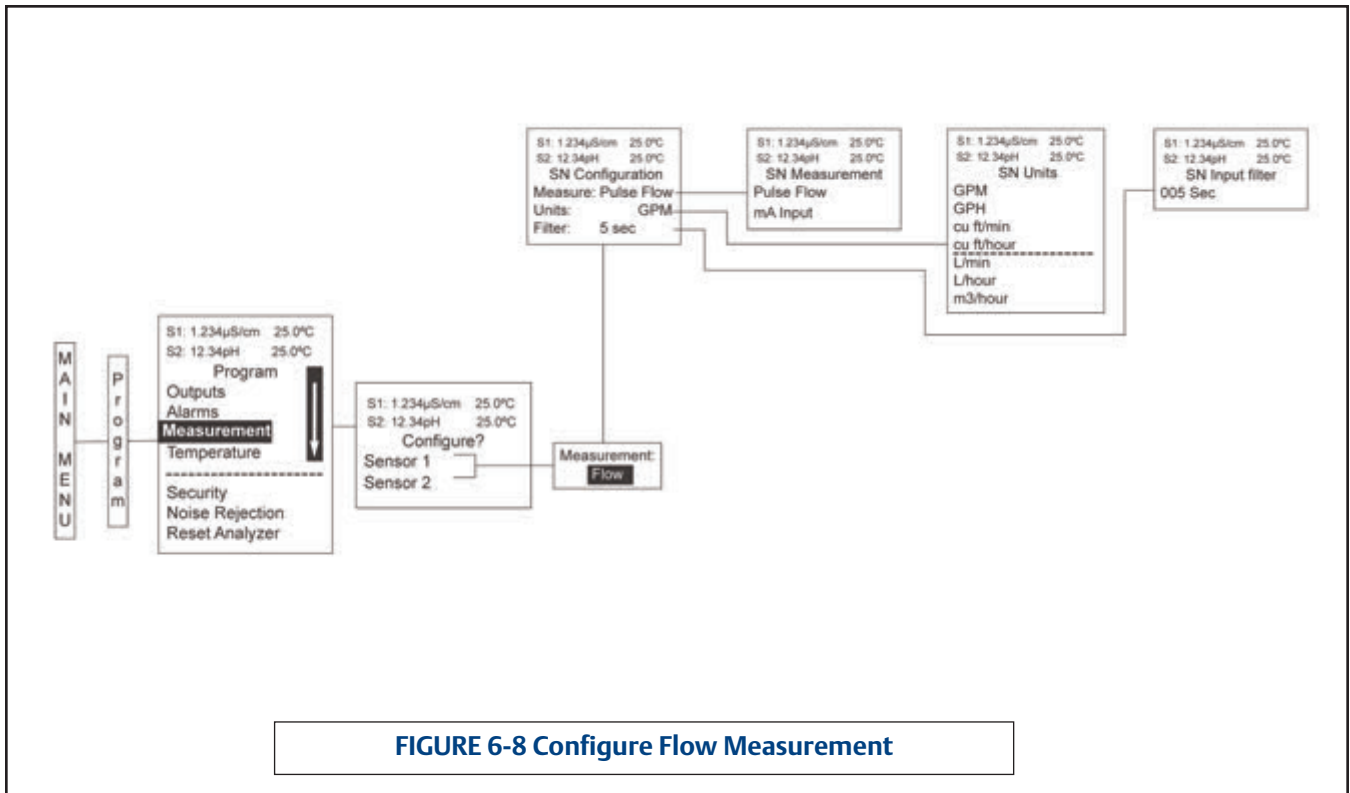 S1: 1.234µS/cm 25.0ºC
S2: 12.34pH 25.0ºC
SN Configuration
Measure: Pulse Flow
Units: GPM
Filter: 5 sec
S1: 1.234µS/cm 25.0ºC
S2: 12.34pH 25.0ºC
SN Measurement
Pulse Flow
mA Input
S1: 1.234µS/cm 25.0ºC
S2: 12.34pH 25.0ºC
SN Units
GPM
GPH
cu ft/min
cu ft/hour
L/min
L/hour
m3/hour
S1: 1.234µS/cm 25.0ºC
S2: 12.34pH 25.0ºC
SN Input filter
005 Sec
MAIN MENU
Program
S1: 1.234µS/cm 25.0ºC
S2: 12.34pH 25.0ºC
Program
Outputs
Alarms
Measurement
Temperature
Security
Noise Rejection
Reset Analyzer
S1: 1.234µS/cm 25.0ºC
S2: 12.34pH 25.0ºC
Configure?
Sensor 1
Sensor 2
Measurement:
Flow
FIGURE 6-8 Configure Flow Measurement